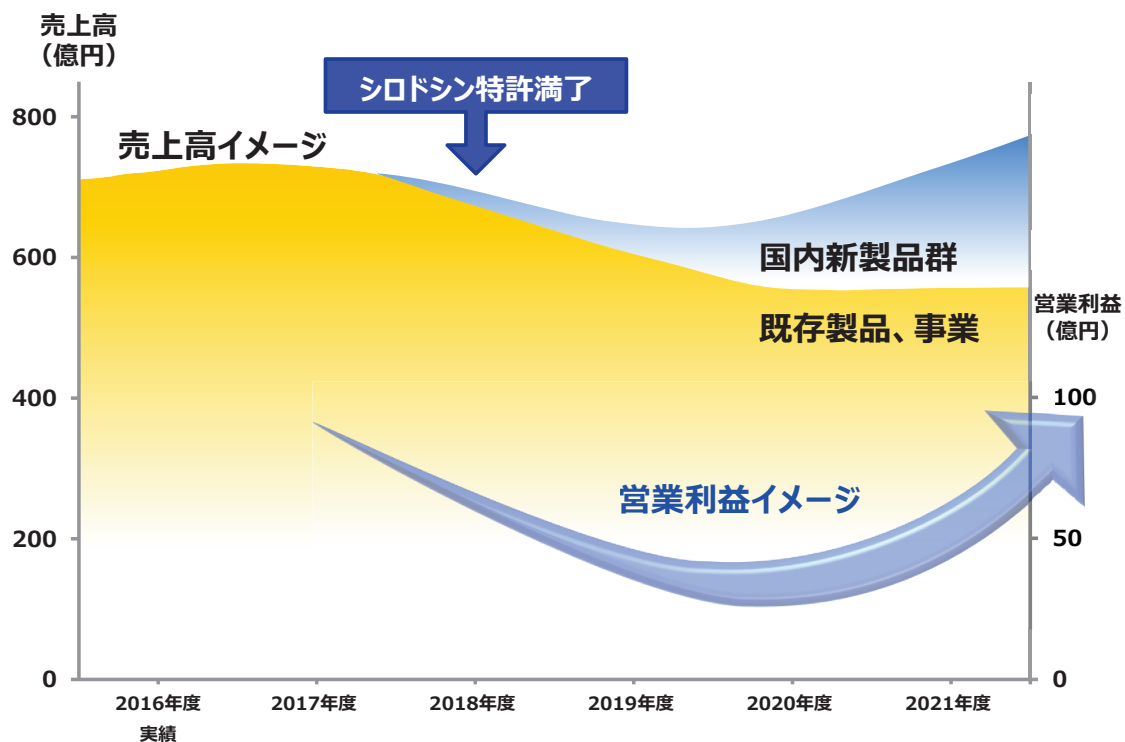 売上高
（億円）
シロドシン特許満了
800
売上高イメージ
600
国内新製品群
既存製品、事業
営業利益
（億円）
400
100
営業利益イメージ
200
50
0
0
2016年度
2017年度
2018年度
2019年度
2020年度
2021年度
実績